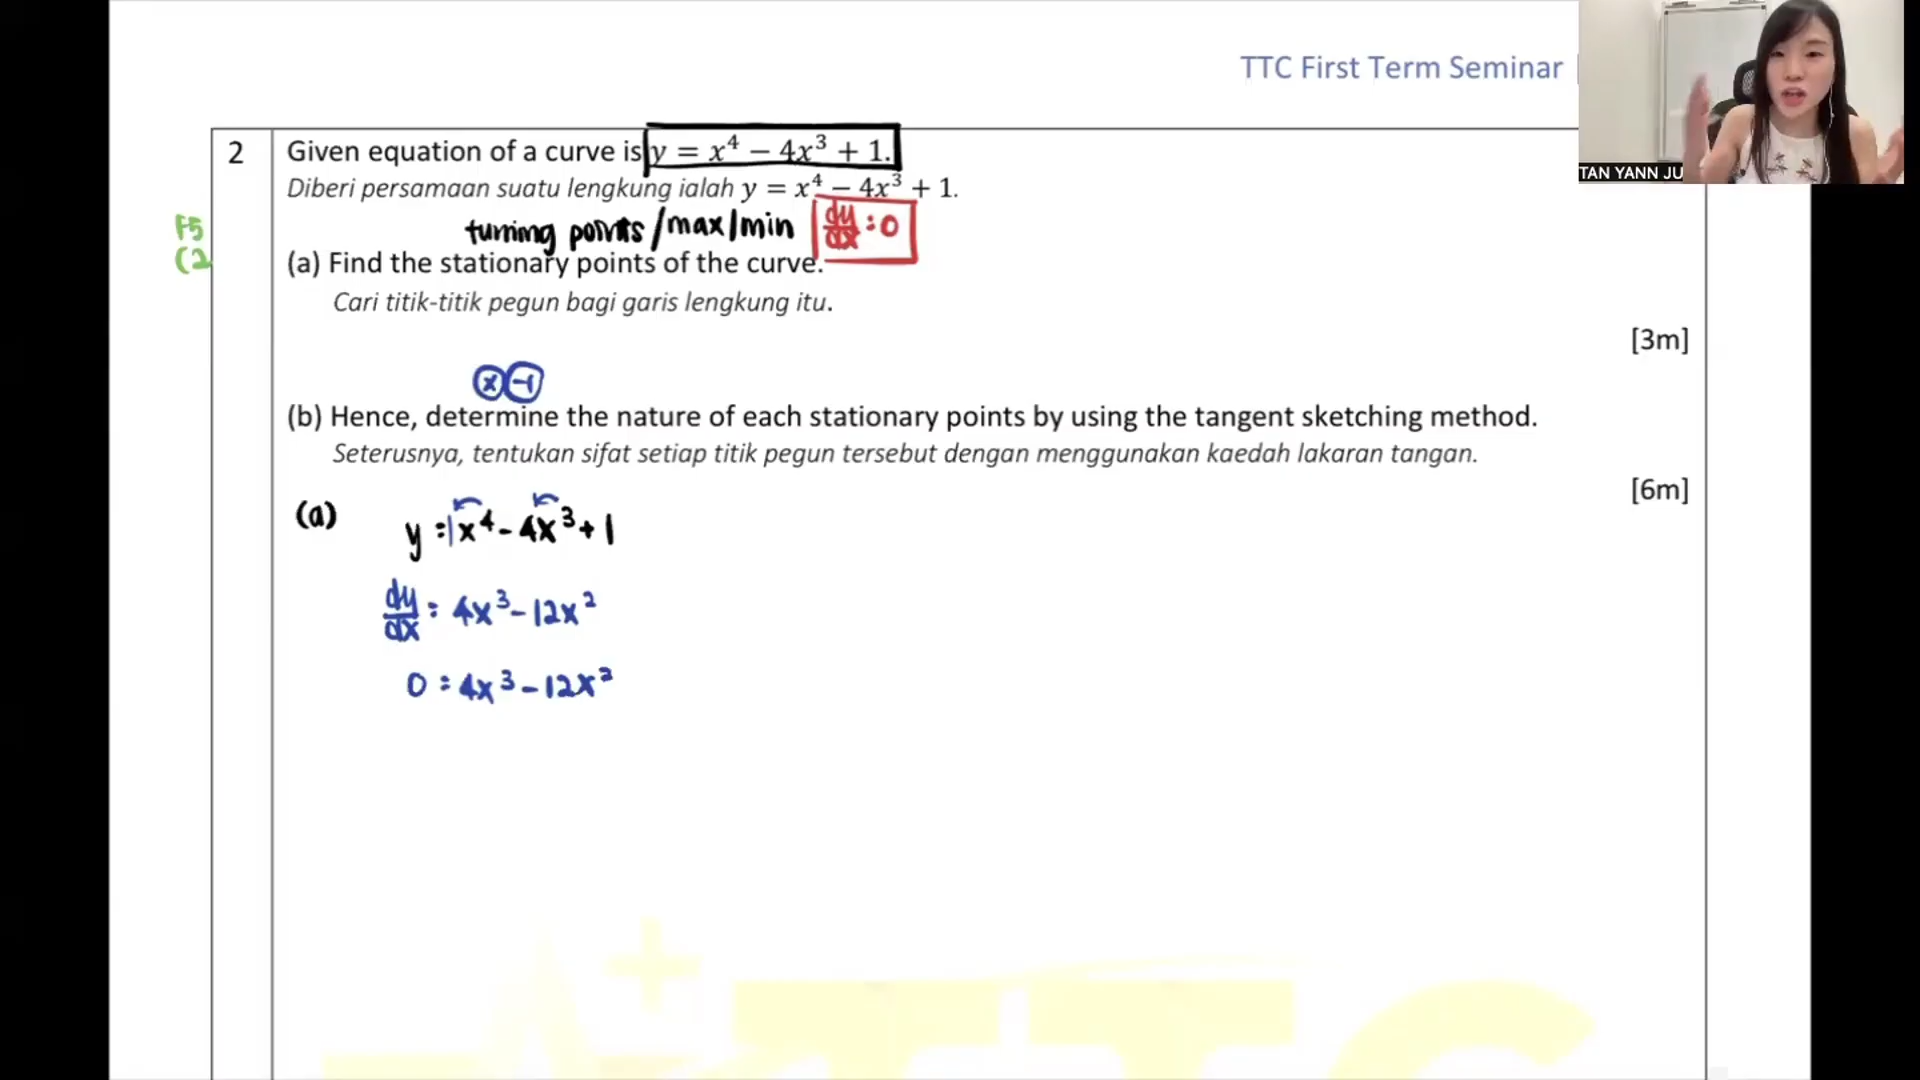 TTC First Term Seminar
TAN YANN JU
2
Given equation of a curve is y = x⁴ − 4x³ + 1.
Diberi persamaan suatu lengkung ialah y = x⁴ − 4x³ + 1.
F5
C2
turning points/max/min dy/dx = 0
(a) Find the stationary points of the curve.
Cari titik-titik pegun bagi garis lengkung itu.
[3m]
x -1
(b) Hence, determine the nature of each stationary points by using the tangent sketching method.
Seterusnya, tentukan sifat setiap titik pegun tersebut dengan menggunakan kaedah lakaran tangan.
[6m]
(a) y = 1x⁴ - 4x³ + 1
dy/dx = 4x³ - 12x²
0 = 4x³ - 12x²
TTC